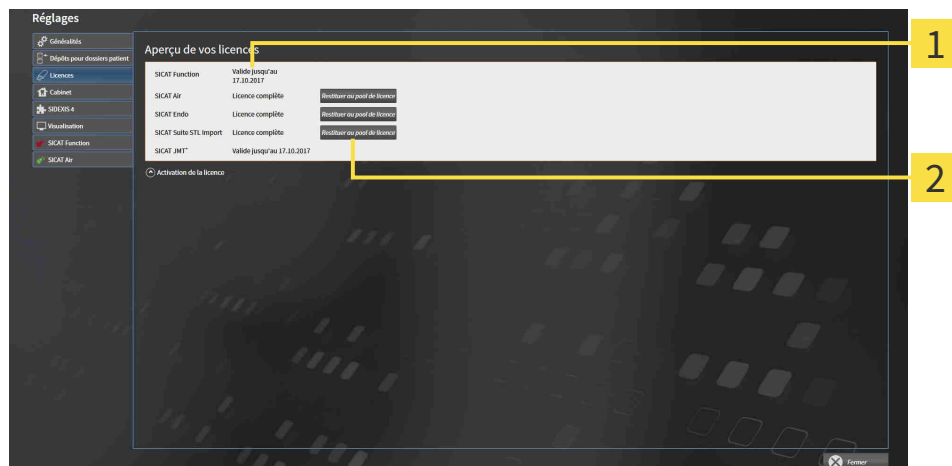 Réglages
Généralités
Dépôts pour dossiers patient
Licences
Cabinet
SIDEXIS 4
Visualisation
SICAT Function
SICAT Air
Aperçu de vos licences
SICAT Function Valide jusqu'au
17.10.2017
SICAT Air Licence complète Restituer au pool de licence
SICAT Endo Licence complète Restituer au pool de licence
SICAT Suite STL Import Licence complète Restituer au pool de licence
SICAT JMT+ Valide jusqu'au 17.10.2017
Activation de la licence
Fermer
1
2